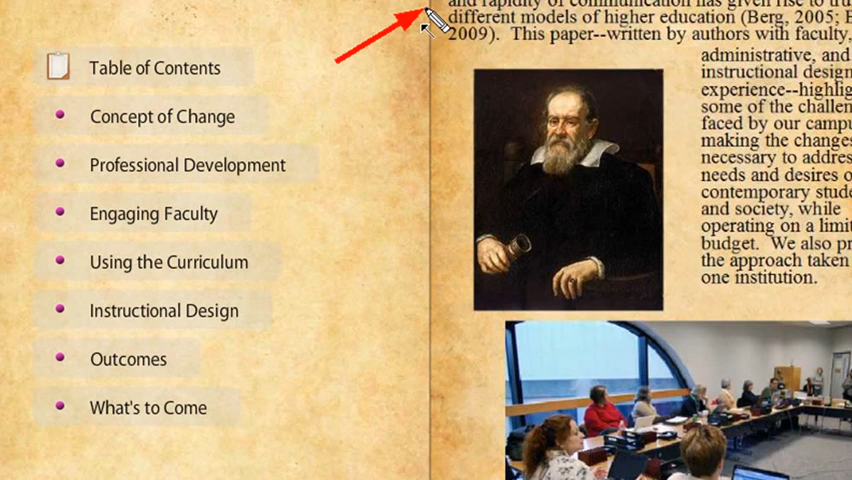 Table of Contents
Concept of Change
Professional Development
Engaging Faculty
Using the Curriculum
Instructional Design
Outcomes
What's to Come
and rapidity of communication has given rise to
different models of higher education (Berg, 2005;
2009). This paper--written by authors with faculty,
administrative, and
instructional design
experience--highlig
some of the challen
faced by our campu
making the changes
necessary to addres
needs and desires o
contemporary stude
and society, while
operating on a limit
budget. We also pr
the approach taken
one institution.